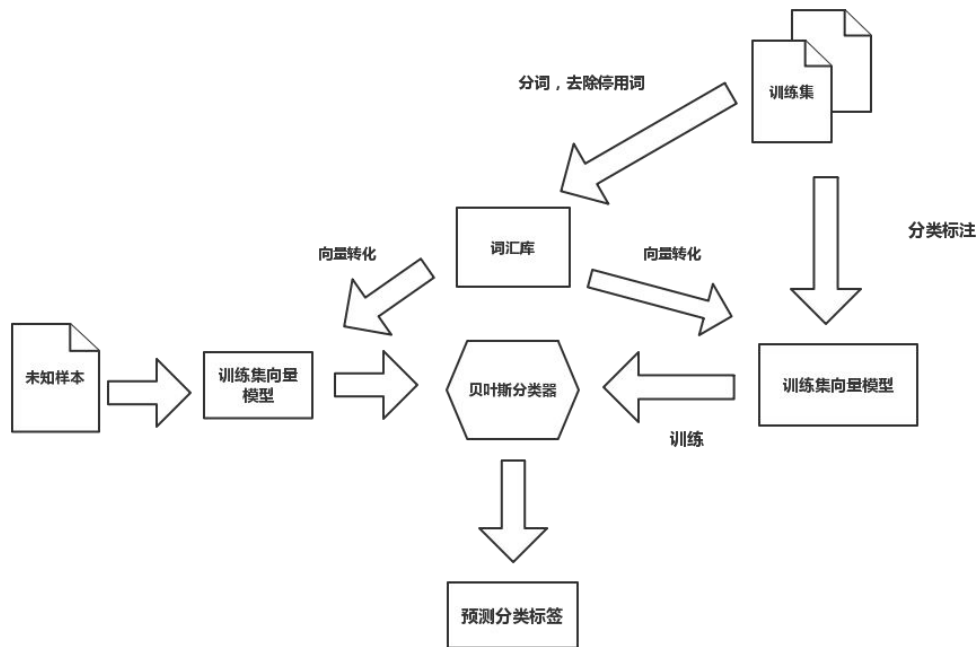 训练集
分词，去除停用词
分类标注
词汇库
向量转化
向量转化
未知样本
训练集向量
模型
贝叶斯分类器
训练集向量模型
训练
预测分类标签